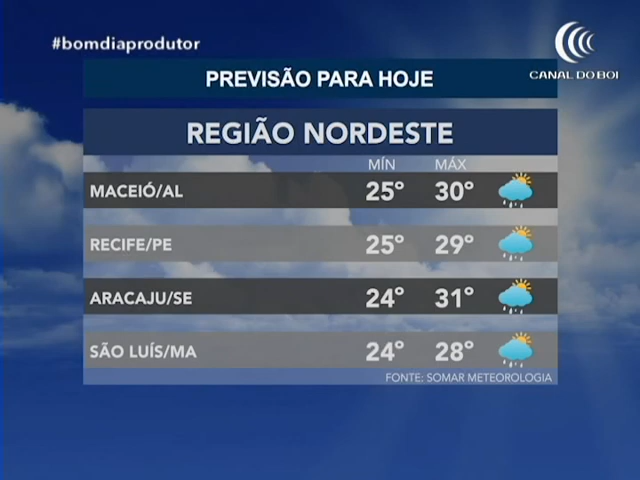 #bomdiaprodutor
CANAL DO BOI
PREVISÃO PARA HOJE
REGIÃO NORDESTE
MÍN MÁX
MACEIÓ/AL 25° 30°
RECIFE/PE 25° 29°
ARACAJU/SE 24° 31°
SÃO LUÍS/MA 24° 28°
FONTE: SOMAR METEOROLOGIA